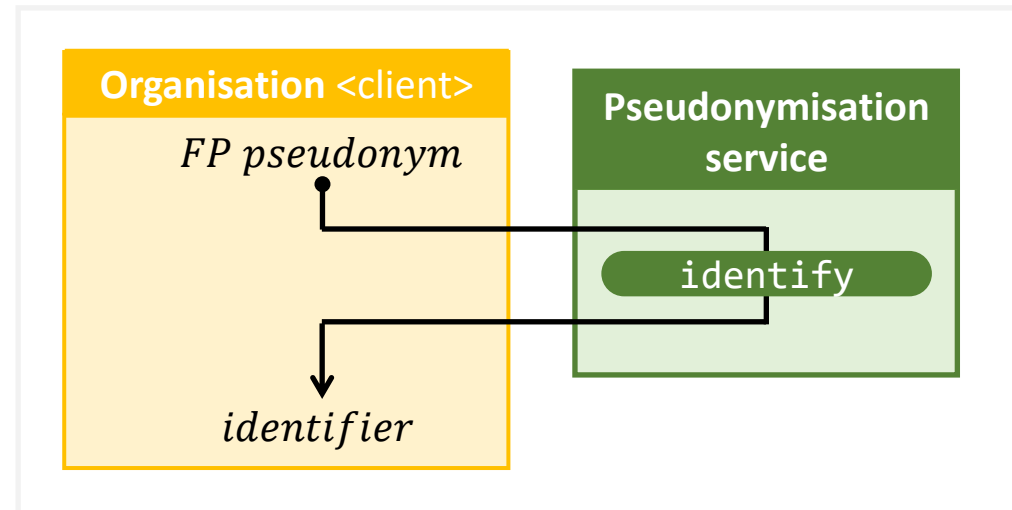 Organisation <client>
FP pseudonym
identifier
Pseudonymisation
service
identify